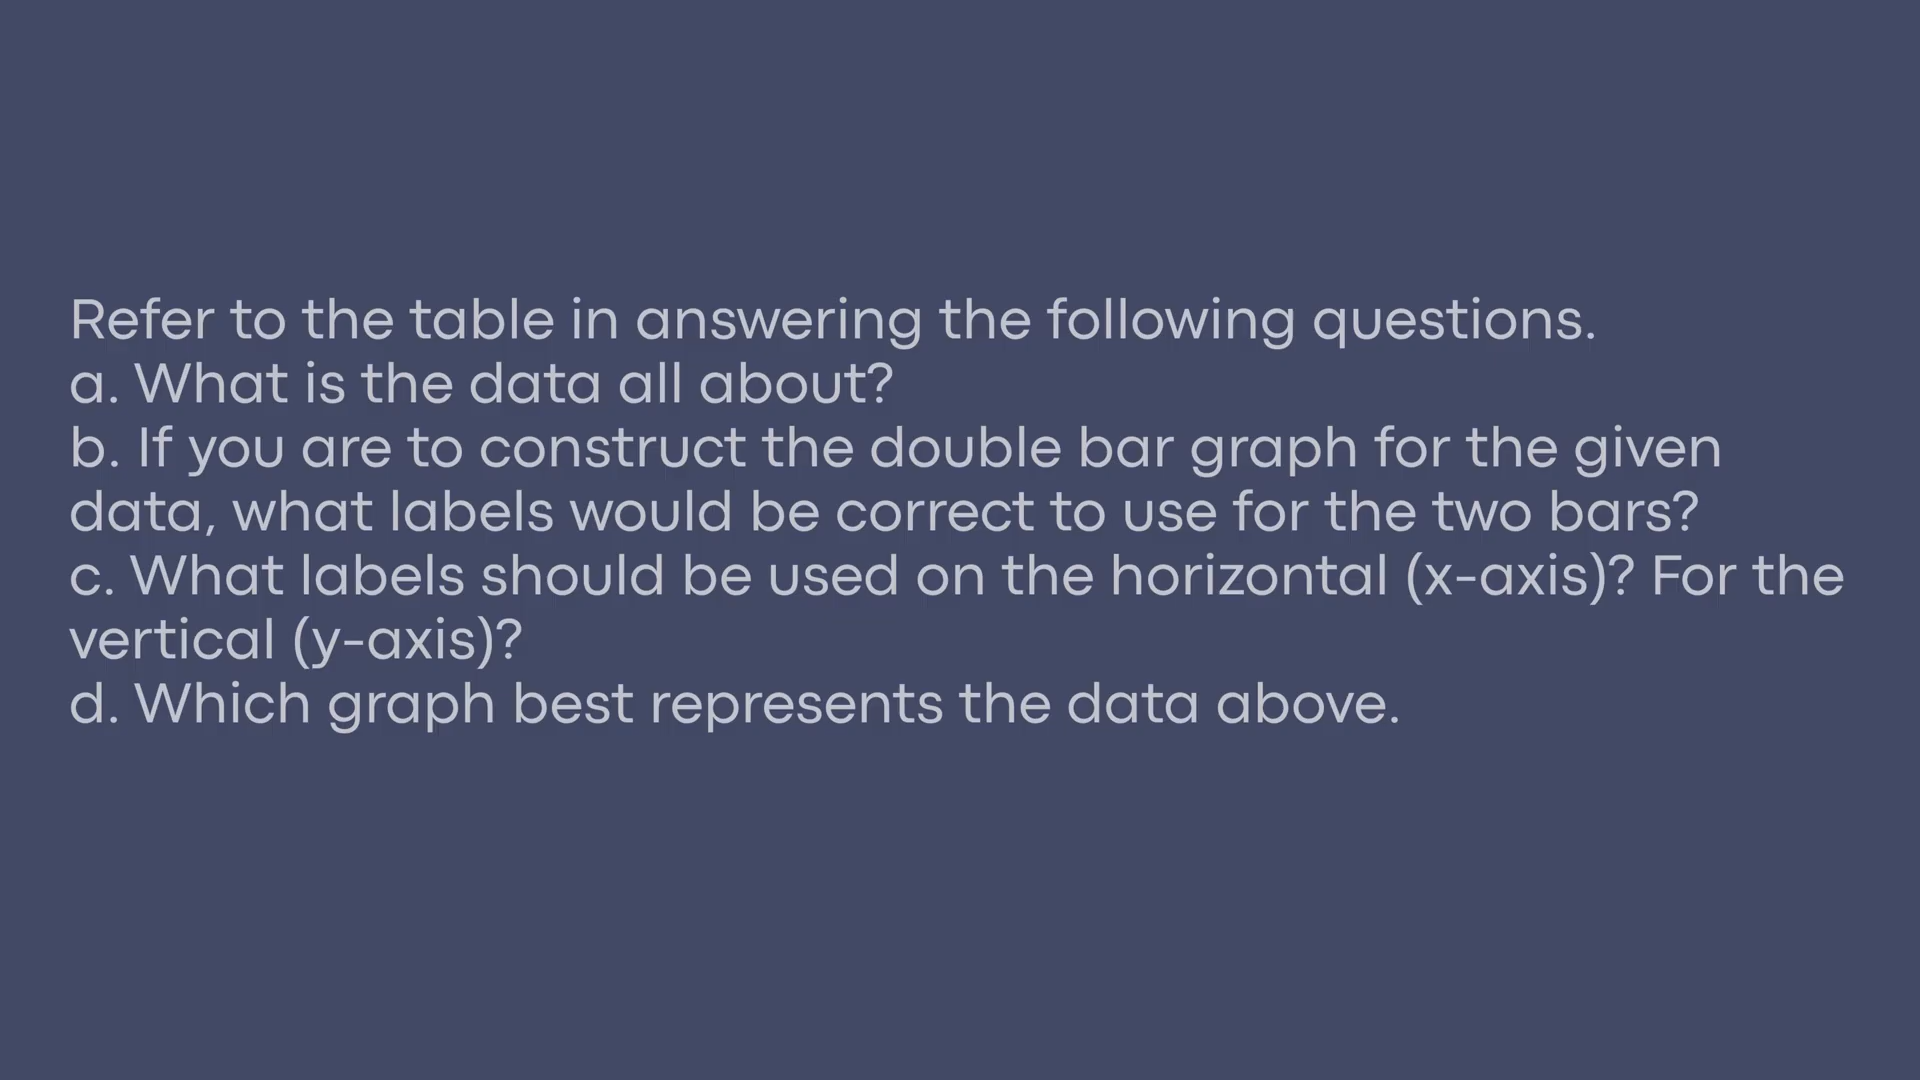 Refer to the table in answering the following questions.
a. What is the data all about?
b. If you are to construct the double bar graph for the given
data, what labels would be correct to use for the two bars?
c. What labels should be used on the horizontal (x-axis)? For the
vertical (y-axis)?
d. Which graph best represents the data above.